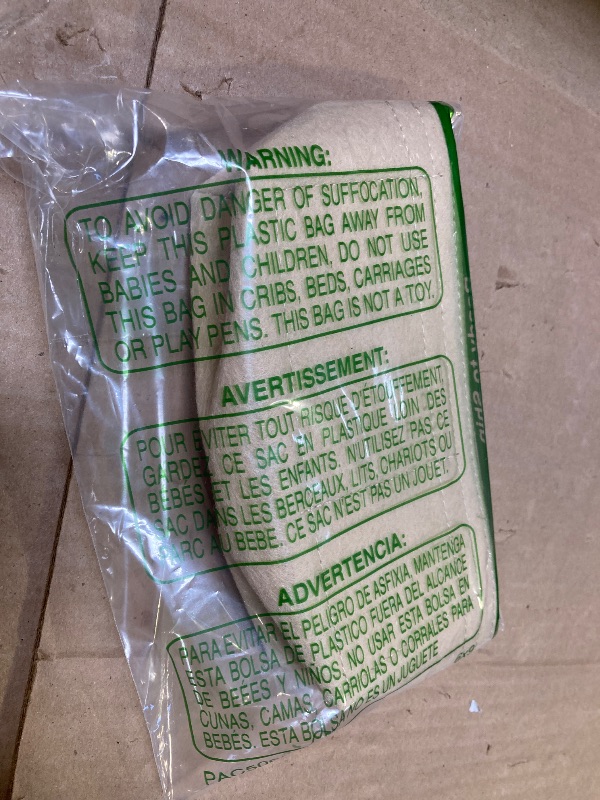 WARNING:
TO AVOID DANGER OF SUFFOCATION,
KEEP THIS PLASTIC BAG AWAY FROM
BABIES AND CHILDREN, DO NOT USE
THIS BAG IN CRIBS, BEDS, CARRIAGES
OR PLAY PENS. THIS BAG IS NOT A TOY.
AVERTISSEMENT:
POUR EVITER TOUT RISQUE D'ETOUFFEMENT,
GARDEZ CE SAC EN PLASTIQUE LOIN DES
BÉBÉS ET LES ENFANTS. N'UTILISEZ PAS CE
SAC DANS LES BERCEAUX, LITS, CHARIOTS OU
PARC AU BEBE. CE SAC N'EST PAS UN JOUET.
ADVERTENCIA:
PARA EVITAR EL PELIGRO DE ASFIXIA, MANTENGA
ESTA BOLSA DE PLASTICO FUERA DEL ALCANCE
DE BEBES Y NIÑOS. NO USAR ESTA BOLSA EN
CUNAS, CAMAS, CARRIOLAS O CORRALES PARA
BEBÉS. ESTA BOLSA NO ES UN JUGUETE